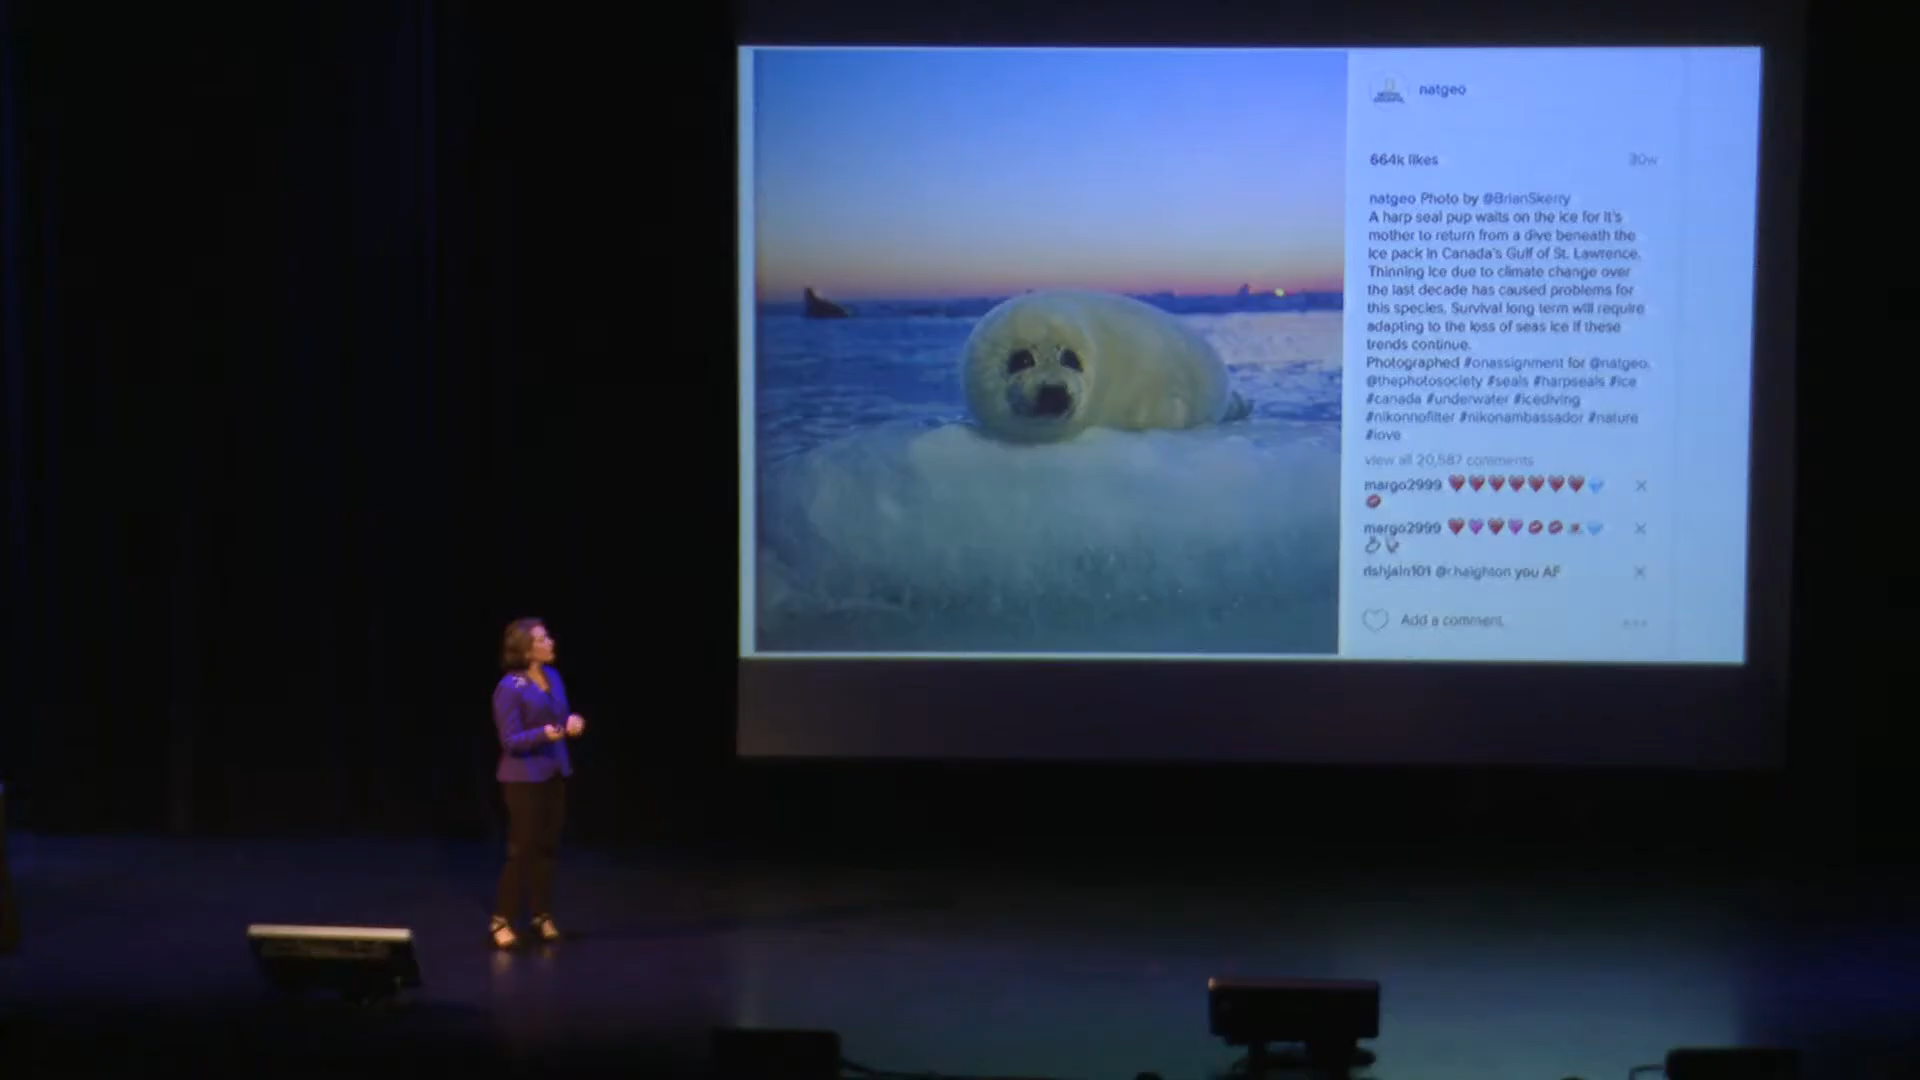 natgeo
664k likes 30w
natgeo Photo by @BrianSkerry
A harp seal pup waits on the ice for it's
mother to return from a dive beneath the
ice pack in Canada's Gulf of St. Lawrence.
Thinning ice due to climate change over
the last decade has caused problems for
this species. Survival long term will require
adapting to the loss of seas ice if these
trends continue.
Photographed #onassignment for @natgeo
@thephotosociety #seals #harpseals #ice
#canada #underwater #icediving
#nikonnofilter #nikonambassador #nature
#love
view all 20,587 comments
margo2999
margo2999
rishjain101 @r.haighton you AF
Add a comment